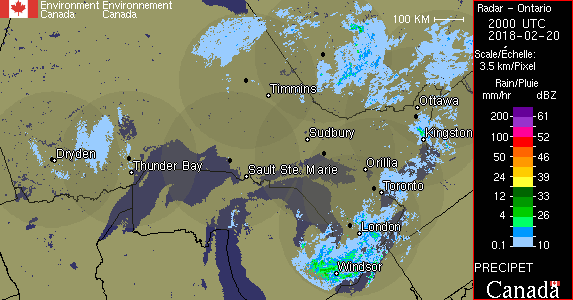 Environment Environnement
Canada Canada
100 KM
Timmins
Ottawa
Sudbury
Kingston
Dryden
Thunder Bay
Sault Ste. Marie
Orillia
Toronto
London
Windsor
Radar - Ontario
2000 UTC
2018-02-20
Scale/Échelle:
3.5 km/Pixel
Rain/Pluie
mm/hr dBZ
200 61
100 52
50 46
24 39
12 33
4 26
0.1 10
PRECIPET
Canada